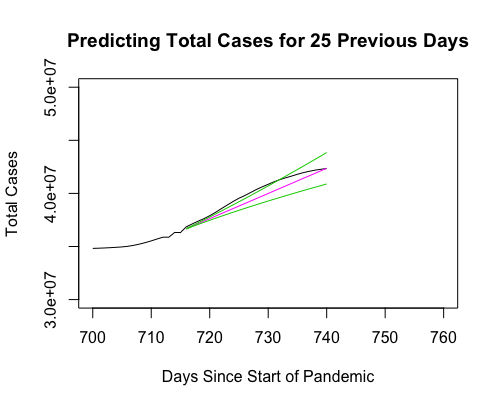 Predicting Total Cases for 25 Previous Days
Total Cases
5.0e+07
4.0e+07
3.0e+07
700 710 720 730 740 750 760
Days Since Start of Pandemic